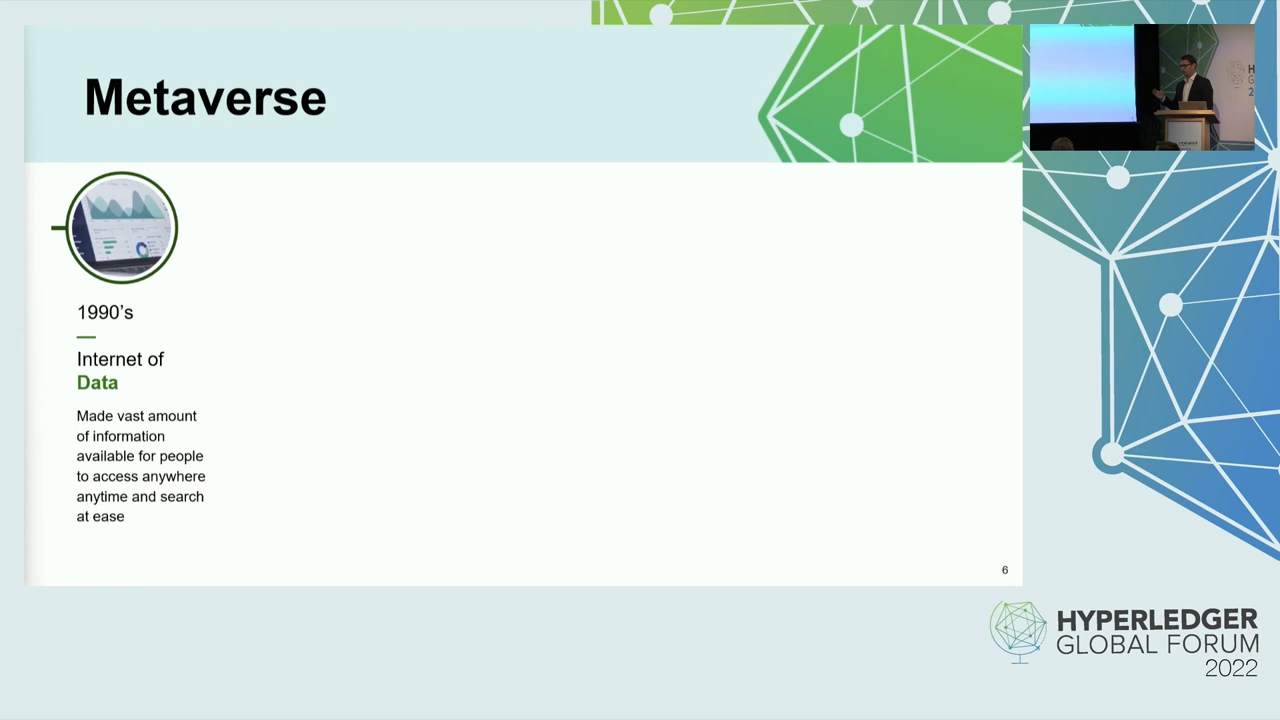 Metaverse
1990's
Internet of
Data
Made vast amount
of information
available for people
to access anywhere
anytime and search
at ease
6
HYPERLEDGER
GLOBAL FORUM
2022